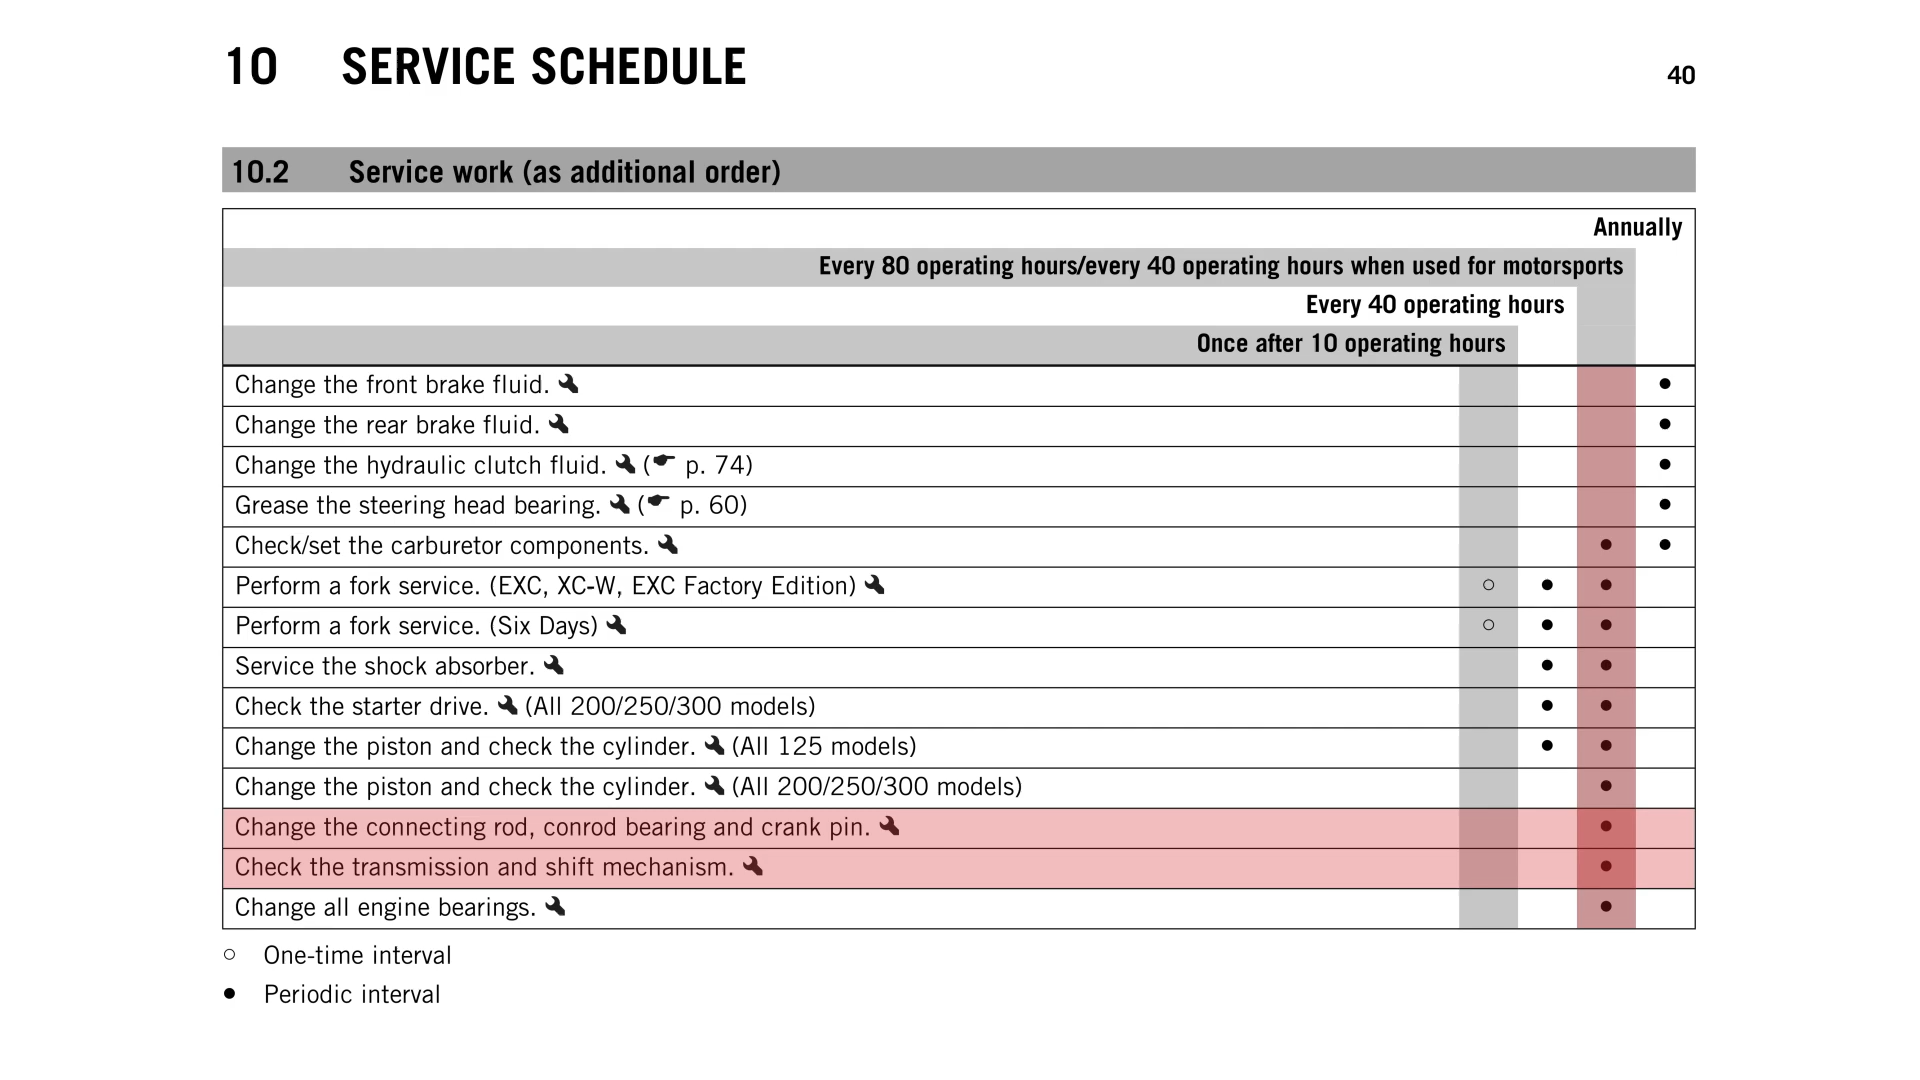 10 SERVICE SCHEDULE 40
10.2 Service work (as additional order)
Annually
Every 80 operating hours/every 40 operating hours when used for motorsports
Every 40 operating hours
Once after 10 operating hours
Change the front brake fluid. ●
Change the rear brake fluid. ●
Change the hydraulic clutch fluid. (☛ p. 74) ●
Grease the steering head bearing. (☛ p. 60) ●
Check/set the carburetor components. ● ●
Perform a fork service. (EXC, XC-W, EXC Factory Edition) ○ ● ●
Perform a fork service. (Six Days) ○ ● ●
Service the shock absorber. ● ●
Check the starter drive. (All 200/250/300 models) ● ●
Change the piston and check the cylinder. (All 125 models) ● ●
Change the piston and check the cylinder. (All 200/250/300 models) ●
Change the connecting rod, conrod bearing and crank pin. ●
Check the transmission and shift mechanism. ●
Change all engine bearings. ●
○ One-time interval
● Periodic interval